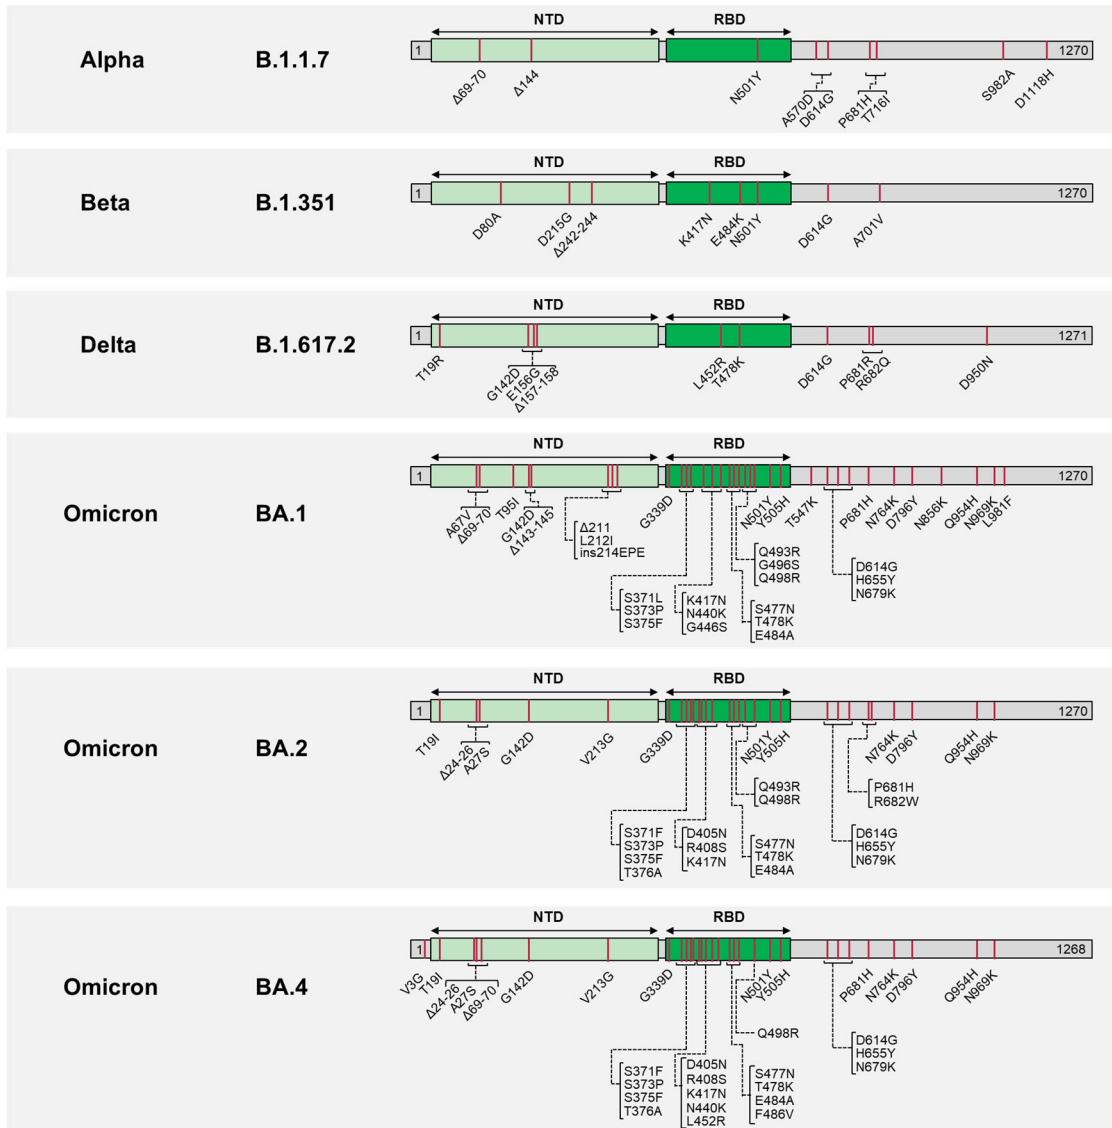 NTD RBD
Alpha B.1.1.7 1 1270
Δ69-70 Δ144 N501Y A570D D614G P681H T716I S982A D1118H
NTD RBD
Beta B.1.351 1 1270
D80A D215G Δ242-244 K417N E484K N501Y D614G A701V
NTD RBD
Delta B.1.617.2 1 1271
T19R G142D E156G Δ157-158 L452R T478K D614G P681R R682Q D950N
NTD RBD
1 1270
Omicron BA.1
A67V Δ69-70 T95I G142D Δ143-145 G339D N501Y Y505H T547K P681H N764K D796Y N856K Q954H N969K L981F
Δ211
L212I
ins214EPE
Q493R
G496S
Q498R
D614G
H655Y
N679K
S371L
S373P
S375F
K417N
N440K
G446S
S477N
T478K
E484A
NTD RBD
1 1270
Omicron BA.2
T19I Δ24-26 A27S G142D V213G G339D N501Y Y505H N764K D796Y Q954H N969K
Q493R
Q498R
P681H
R682W
S371F
S373P
S375F
T376A
D405N
R408S
K417N
S477N
T478K
E484A
D614G
H655Y
N679K
NTD RBD
1 1268
Omicron BA.4
V3G T19I Δ24-26 A27S Δ69-70 G142D V213G G339D N501Y Y505H P681H N764K D796Y Q954H N969K
Q498R
D614G
H655Y
N679K
S371F
S373P
S375F
T376A
D405N
R408S
K417N
N440K
L452R
S477N
T478K
E484A
F486V